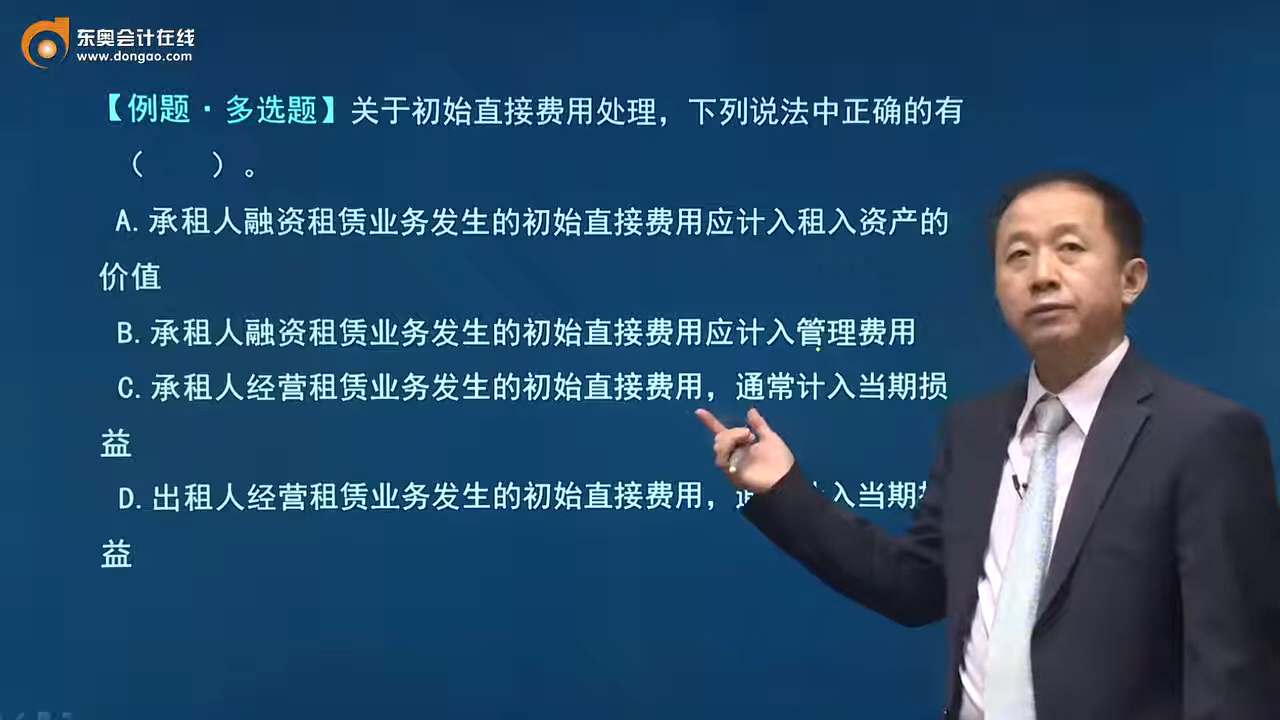 东奥会计在线
www.dongao.com
【例题·多选题】关于初始直接费用处理，下列说法中正确的有
（　　）。
A.承租人融资租赁业务发生的初始直接费用应计入租入资产的
价值
B.承租人融资租赁业务发生的初始直接费用应计入管理费用
C.承租人经营租赁业务发生的初始直接费用，通常计入当期损
益
D.出租人经营租赁业务发生的初始直接费用，入当期
益